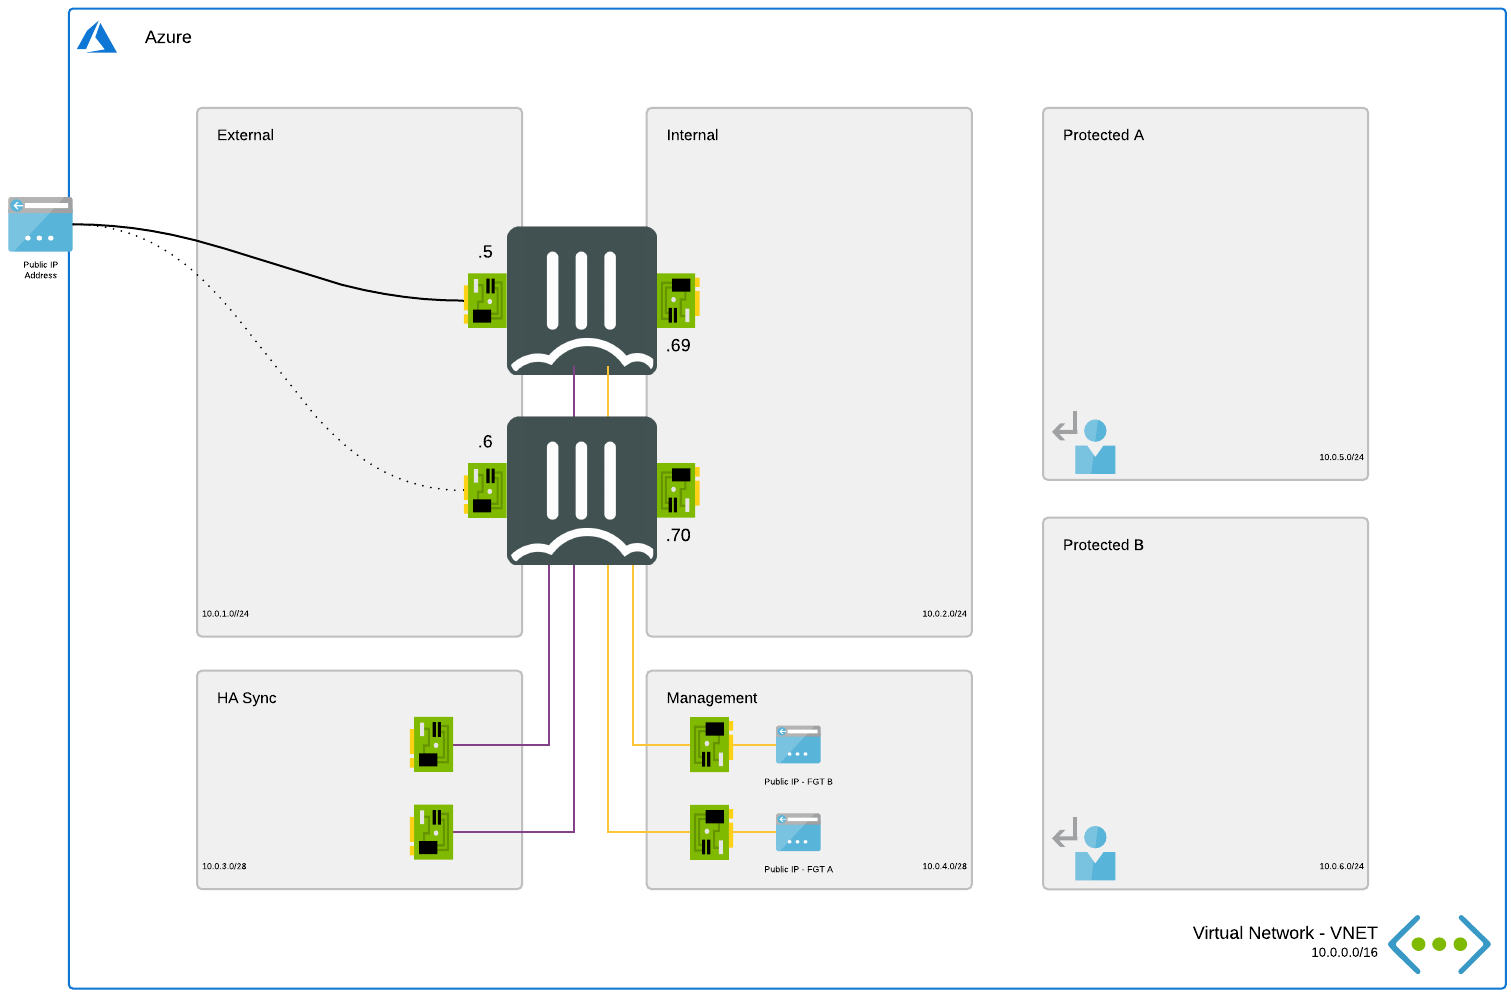 Azure
External
Internal
Protected A
Public IP
Address
.5
.69
.6
.70
10.0.5.0/24
Protected B
10.0.1.0//24
10.0.2.0/24
HA Sync
Management
Public IP - FGT B
Public IP - FGT A
10.0.3.0/28
10.0.4.0/28
10.0.6.0/24
Virtual Network - VNET
10.0.0.0/16